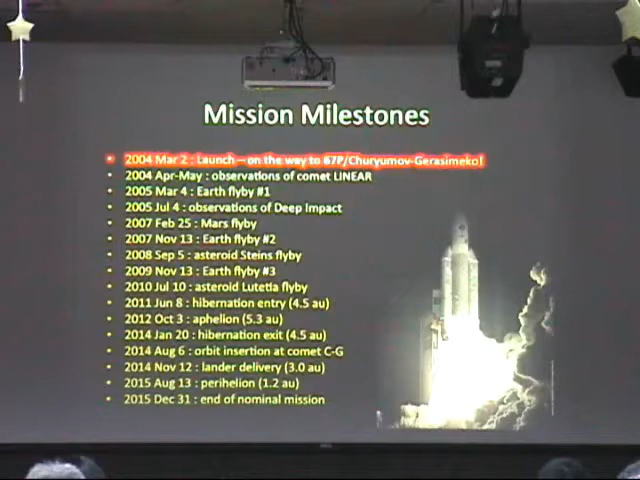 Mission Milestones
• 2004 Mar 2 : Launch – on the way to 67P/Churyumov-Gerasimeko!
• 2004 Apr-May : observations of comet LINEAR
• 2005 Mar 4 : Earth flyby #1
• 2005 Jul 4 : observations of Deep Impact
• 2007 Feb 25 : Mars flyby
• 2007 Nov 13 : Earth flyby #2
• 2008 Sep 5 : asteroid Steins flyby
• 2009 Nov 13 : Earth flyby #3
• 2010 Jul 10 : asteroid Lutetia flyby
• 2011 Jun 8 : hibernation entry (4.5 au)
• 2012 Oct 3 : aphelion (5.3 au)
• 2014 Jan 20 : hibernation exit (4.5 au)
• 2014 Aug 6 : orbit insertion at comet C-G
• 2014 Nov 12 : lander delivery (3.0 au)
• 2015 Aug 13 : perihelion (1.2 au)
• 2015 Dec 31 : end of nominal mission